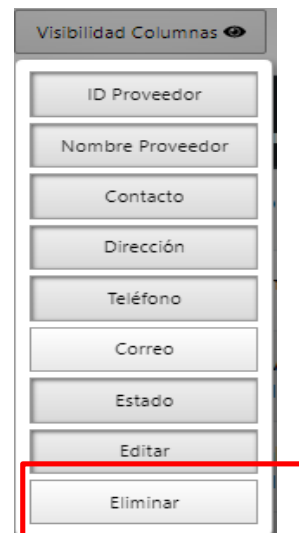 Visibilidad Columnas
ID Proveedor
Nombre Proveedor
Contacto
Dirección
Teléfono
Correo
Estado
Editar
Eliminar